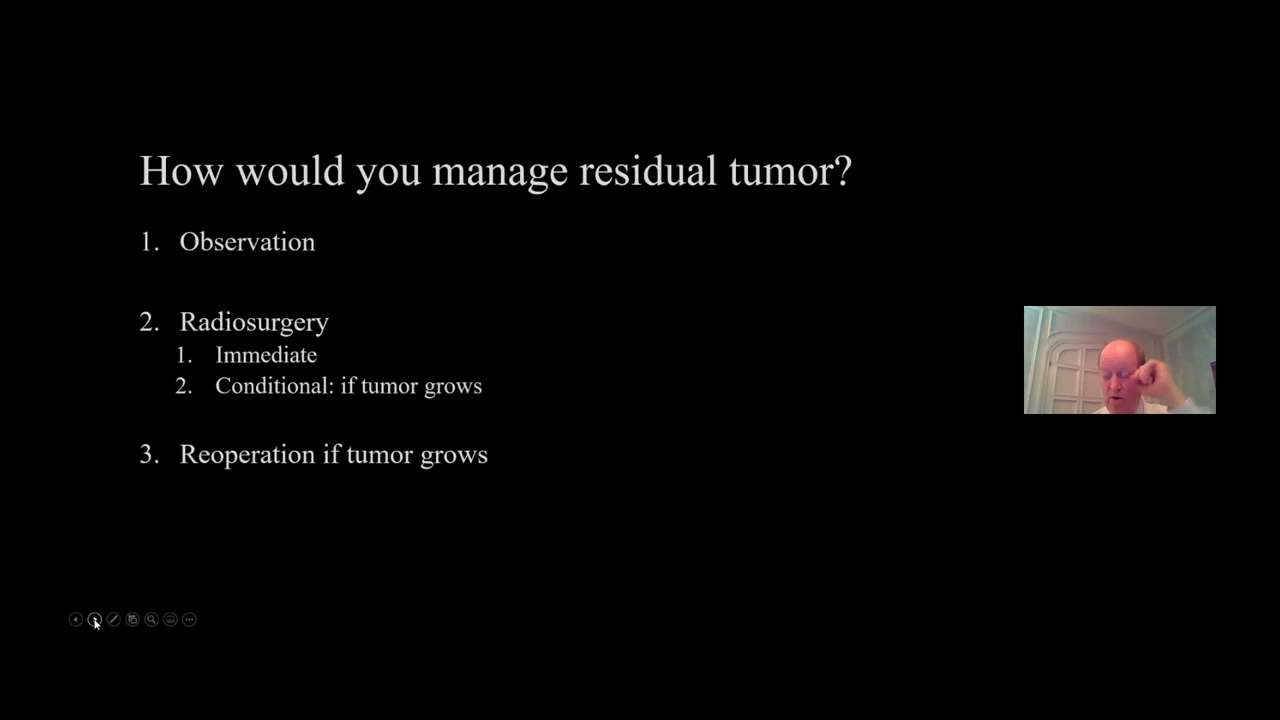 How would you manage residual tumor?
1. Observation
2. Radiosurgery
1. Immediate
2. Conditional: if tumor grows
3. Reoperation if tumor grows